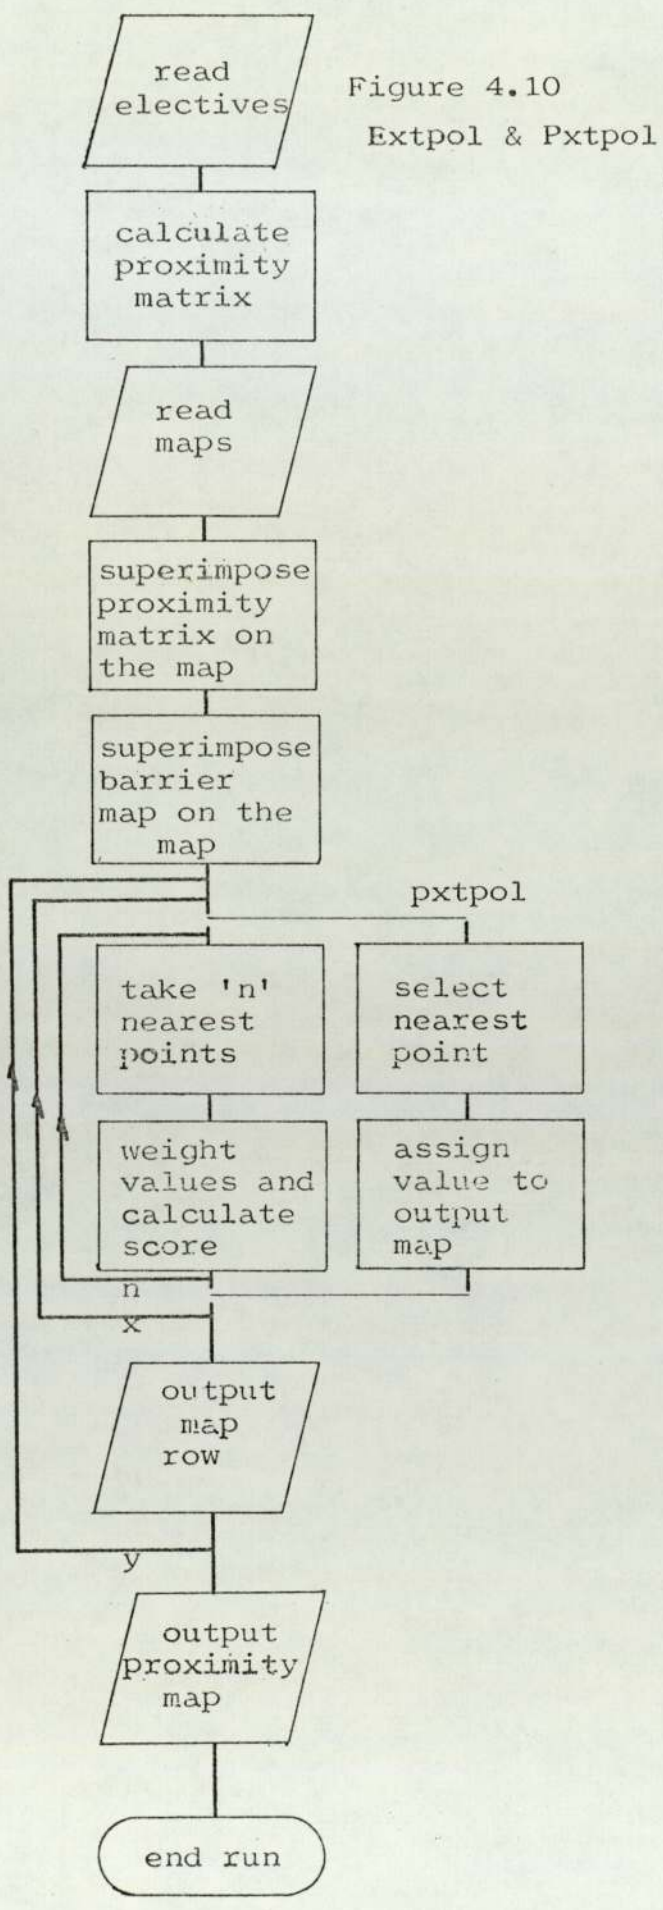 read
electives
Figure 4.10
Extpol & Pxtpol
calculate
proximity
matrix
read
maps
superimpose
proximity
matrix on
the map
superimpose
barrier
map on the
map
pxtpol
take 'n'
nearest
points
select
nearest
point
weight
values and
calculate
score
assign
value to
output
map
n
x
output
map
row
y
output
proximity
map
end run